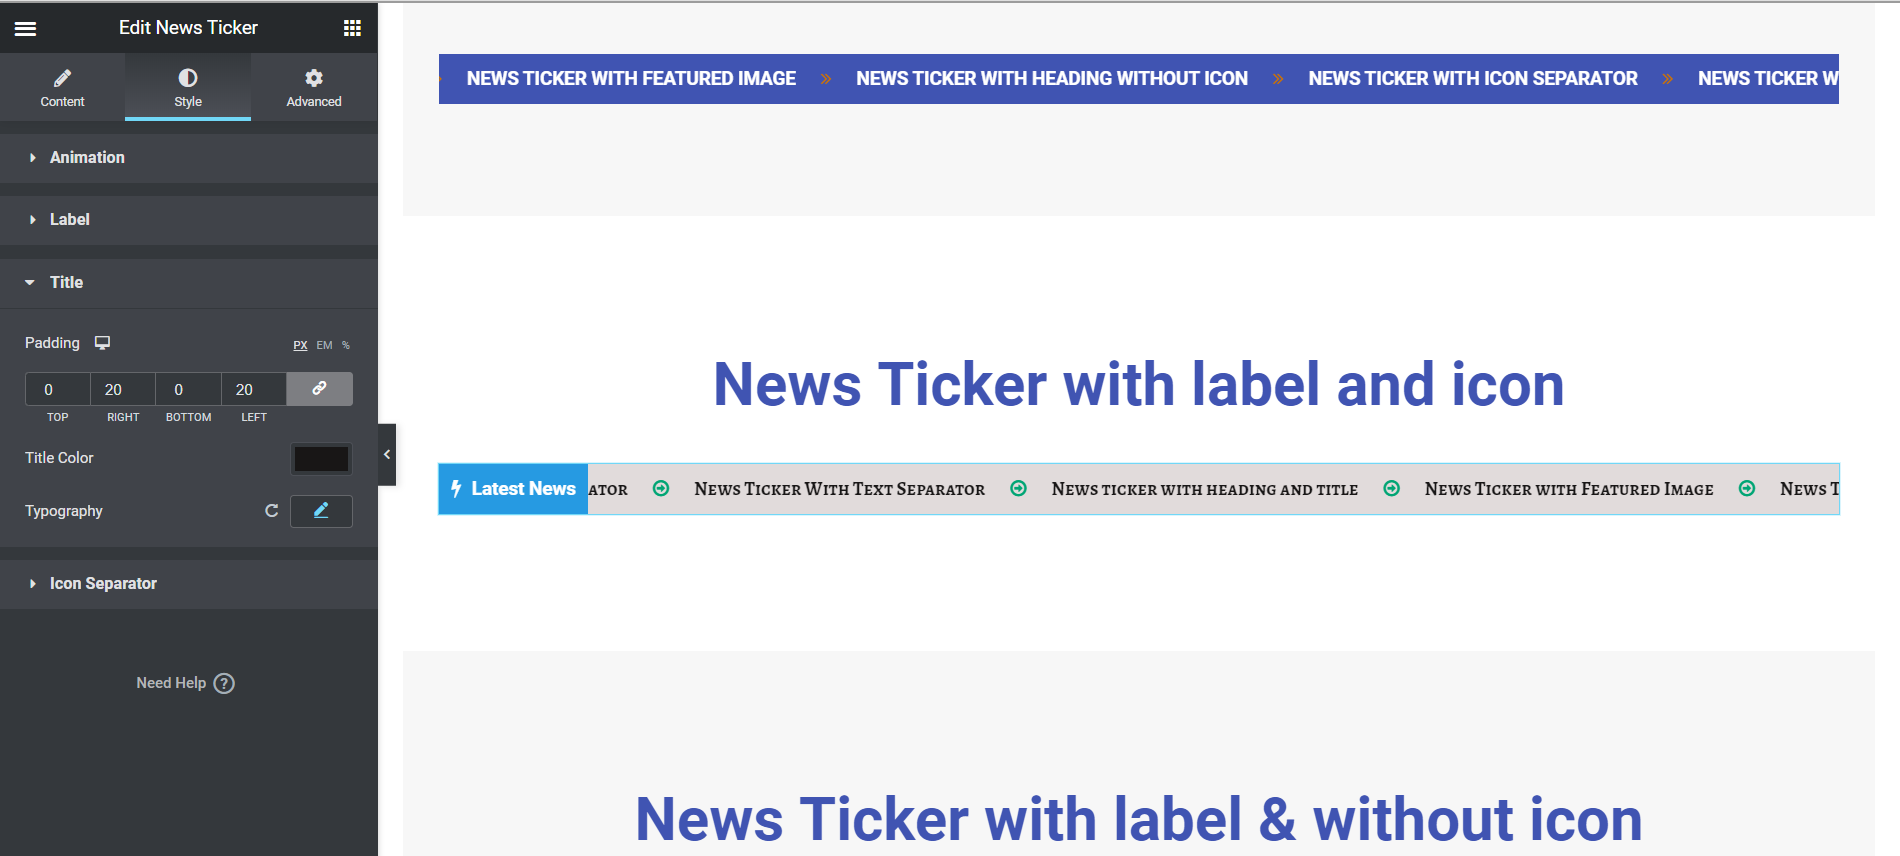 Edit News Ticker
Content
Style
Advanced
Animation
Label
Title
Padding
PX EM %
0 20 0 20
TOP RIGHT BOTTOM LEFT
Title Color
Typography
Icon Separator
Need Help ?
NEWS TICKER WITH FEATURED IMAGE » NEWS TICKER WITH HEADING WITHOUT ICON » NEWS TICKER WITH ICON SEPARATOR » NEWS TICKER W
News Ticker with label and icon
Latest News ATOR News Ticker With Text Separator News ticker with heading and title News Ticker with Featured Image News T
News Ticker with label & without icon